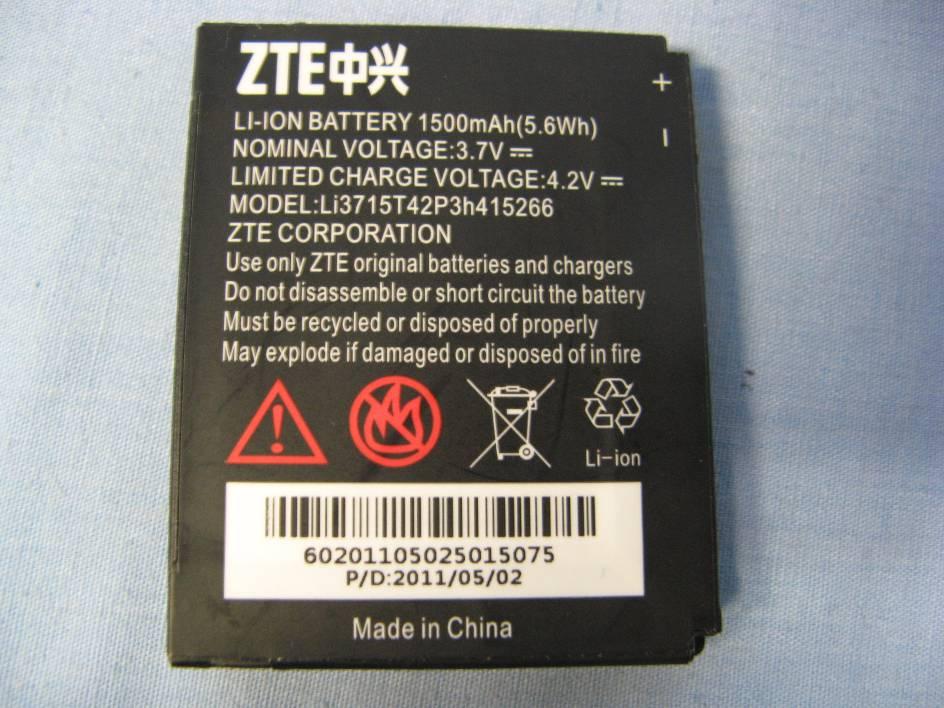 ZTE中兴
+
LI-ION BATTERY 1500mAh(5.6Wh)
−
NOMINAL VOLTAGE:3.7V ⎓
LIMITED CHARGE VOLTAGE:4.2V ⎓
MODEL:Li3715T42P3h415266
ZTE CORPORATION
Use only ZTE original batteries and chargers
Do not disassemble or short circuit the battery
Must be recycled or disposed of properly
May explode if damaged or disposed of in fire
Li-ion
60201105025015075
P/D:2011/05/02
Made in China